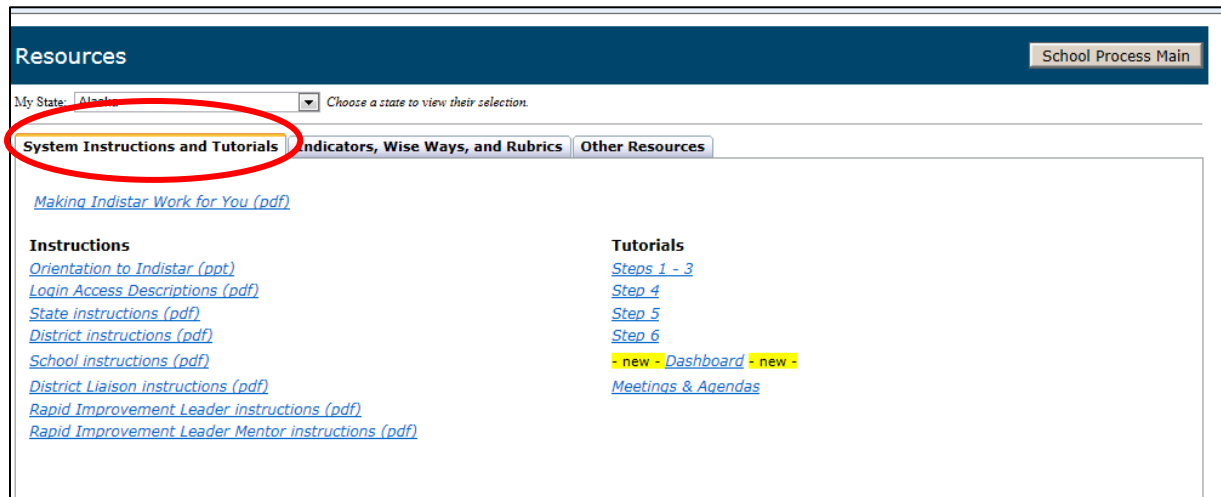 Resources
School Process Main
My State: Alaska Choose a state to view their selection.
System Instructions and Tutorials Indicators, Wise Ways, and Rubrics Other Resources
Making Indistar Work for You (pdf)
Instructions
Orientation to Indistar (ppt)
Login Access Descriptions (pdf)
State instructions (pdf)
District instructions (pdf)
School instructions (pdf)
District Liaison instructions (pdf)
Rapid Improvement Leader instructions (pdf)
Rapid Improvement Leader Mentor instructions (pdf)
Tutorials
Steps 1 - 3
Step 4
Step 5
Step 6
- new - Dashboard - new -
Meetings & Agendas